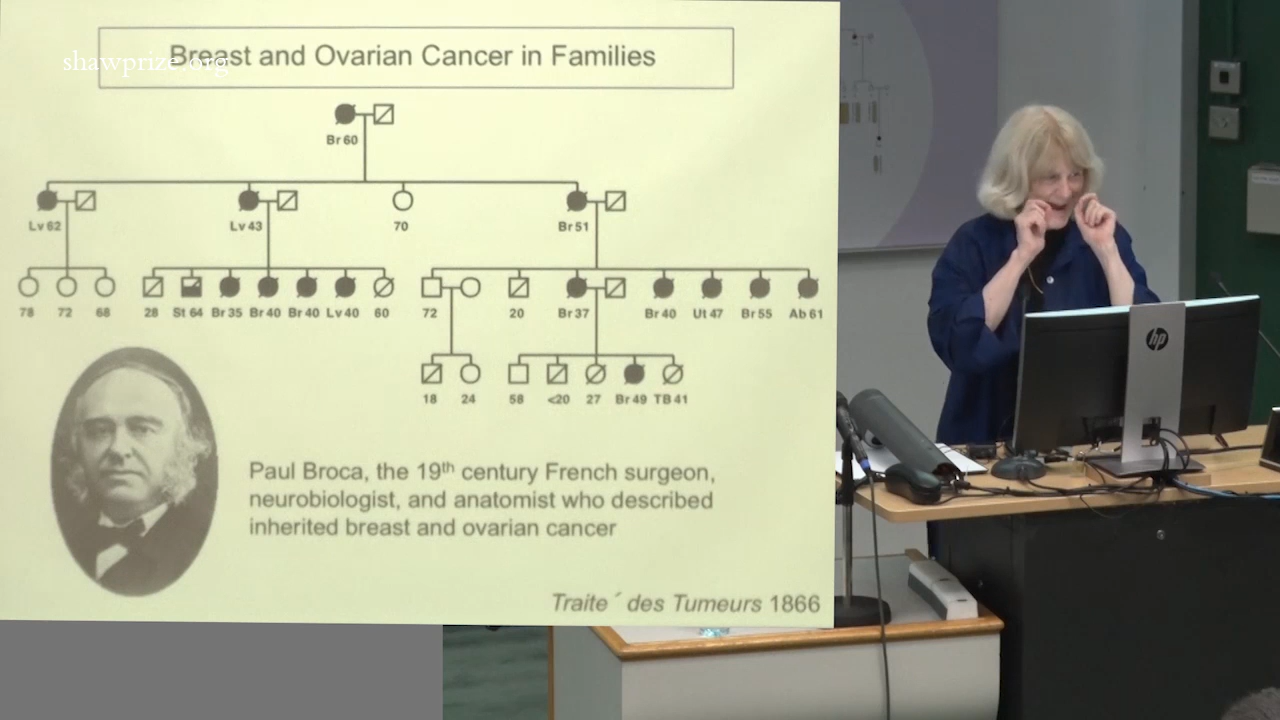 shawprize.org
Breast and Ovarian Cancer in Families
Br 60
Lv 62 Lv 43 70 Br 51
78 72 68 28 St 64 Br 35 Br 40 Br 40 Lv 40 60 72 20 Br 37 Br 40 Ut 47 Br 55 Ab 61
18 24 58 <20 27 Br 49 TB 41
Paul Broca, the 19th century French surgeon,
neurobiologist, and anatomist who described
inherited breast and ovarian cancer
Traite ´ des Tumeurs 1866
hp